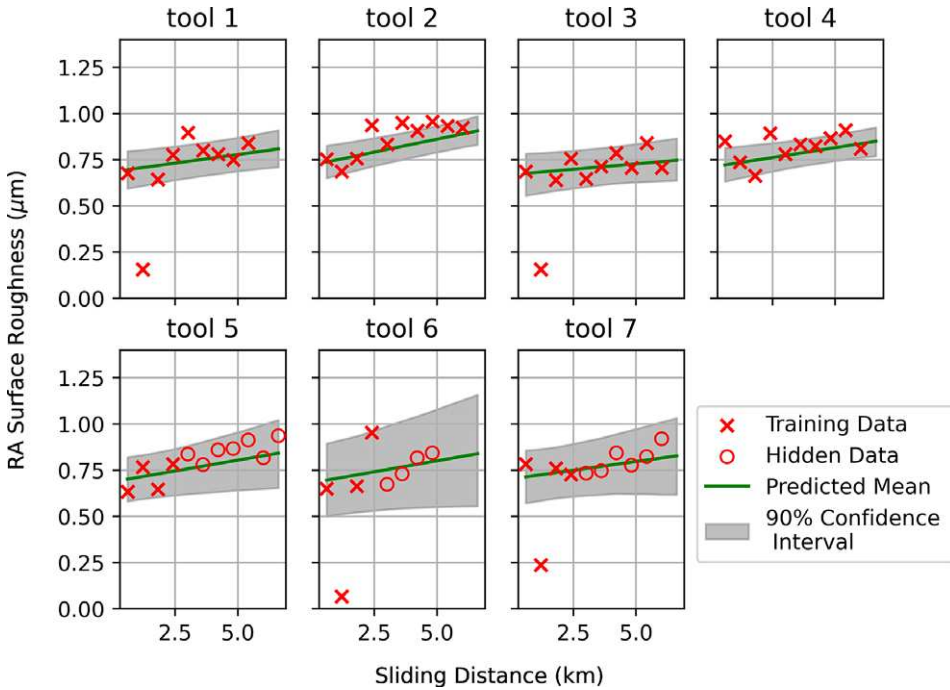 tool 1 tool 2 tool 3 tool 4
1.25
1.00
0.75
0.50
0.25
0.00
tool 5 tool 6 tool 7
1.25
1.00
0.75
0.50
0.25
0.00
2.5 5.0 2.5 5.0 2.5 5.0
RA Surface Roughness (μm)
Sliding Distance (km)
Training Data
Hidden Data
Predicted Mean
90% Confidence
Interval